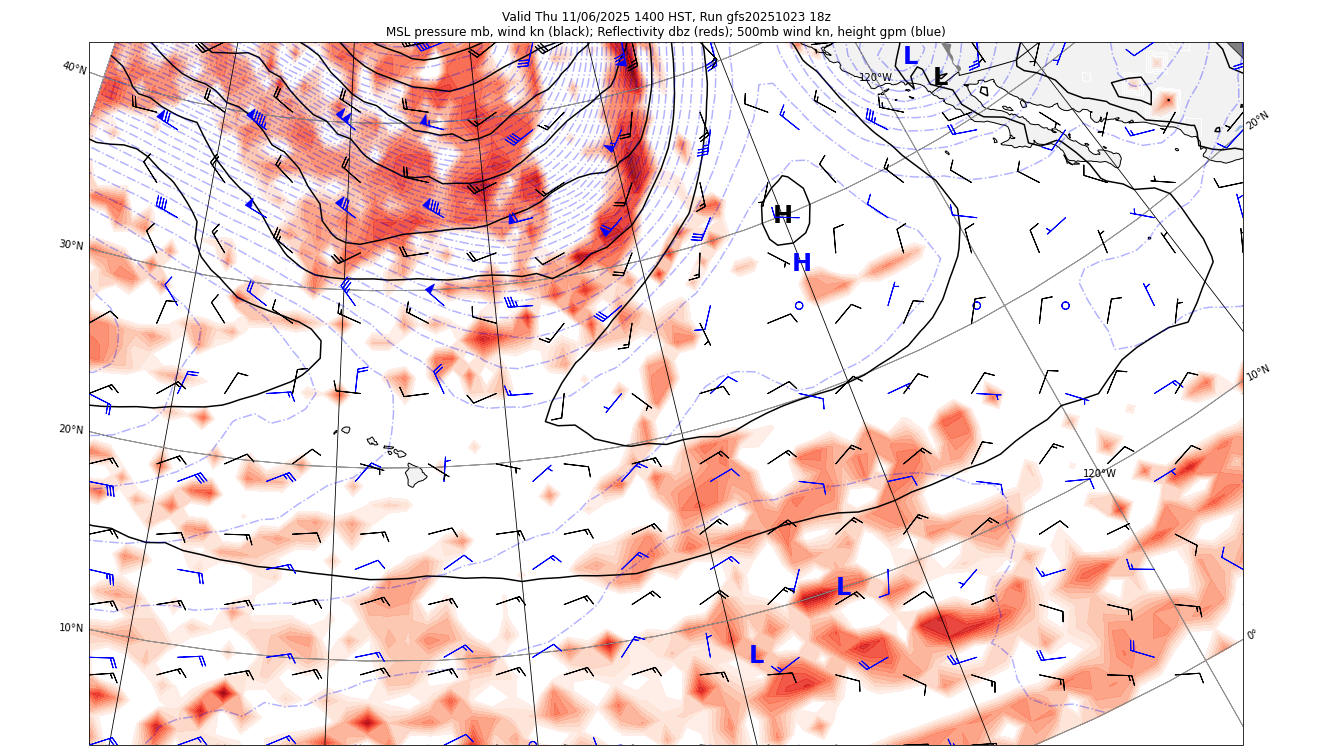 Valid Thu 11/06/2025 1400 HST, Run gfs20251023 18z
MSL pressure mb, wind kn (black); Reflectivity dbz (reds); 500mb wind kn, height gpm (blue)
40°N
L
L
120°W
20°N
H
30°N
H
10°N
20°N
120°W
L
10°N
0°
L